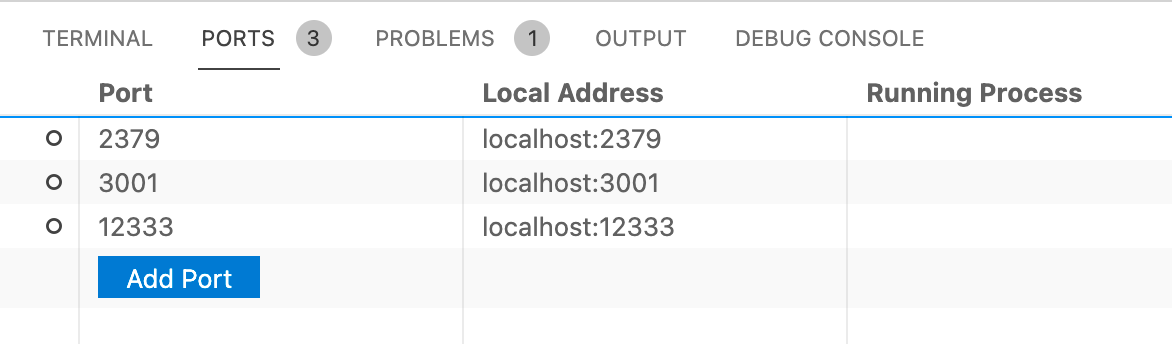 TERMINAL PORTS 3 PROBLEMS 1 OUTPUT DEBUG CONSOLE
Port Local Address Running Process
2379 localhost:2379
3001 localhost:3001
12333 localhost:12333
Add Port